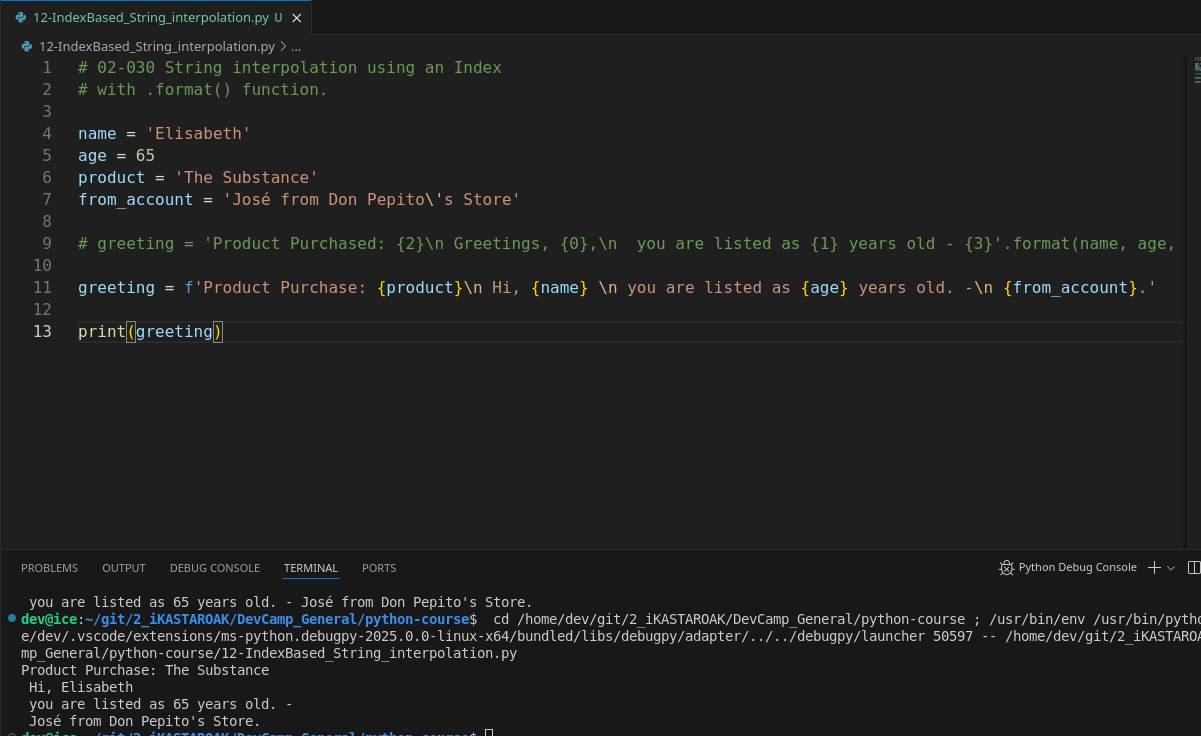 12-IndexBased_String_interpolation.py U
12-IndexBased_String_interpolation.py > ...
1 # 02-030 String interpolation using an Index
2 # with .format() function.
3
4 name = 'Elisabeth'
5 age = 65
6 product = 'The Substance'
7 from_account = 'José from Don Pepito\'s Store'
8
9 # greeting = 'Product Purchased: {2}\n Greetings, {0},\n  you are listed as {1} years old - {3}'.format(name, age,
10
11 greeting = f'Product Purchase: {product}\n Hi, {name} \n you are listed as {age} years old. -\n {from_account}.'
12
13 print(greeting)
PROBLEMS OUTPUT DEBUG CONSOLE TERMINAL PORTS Python Debug Console
you are listed as 65 years old. - José from Don Pepito's Store.
dev@ice:~/git/2_iKASTAROAK/DevCamp_General/python-course$  cd /home/dev/git/2_iKASTAROAK/DevCamp_General/python-course ; /usr/bin/env /usr/bin/pytho
e/dev/.vscode/extensions/ms-python.debugpy-2025.0.0-linux-x64/bundled/libs/debugpy/adapter/../../debugpy/launcher 50597 -- /home/dev/git/2_iKASTAROA
mp_General/python-course/12-IndexBased_String_interpolation.py
Product Purchase: The Substance
Hi, Elisabeth
you are listed as 65 years old. -
José from Don Pepito's Store.
dev@ice:~/git/2_iKASTAROAK/DevCamp_General/python-course$